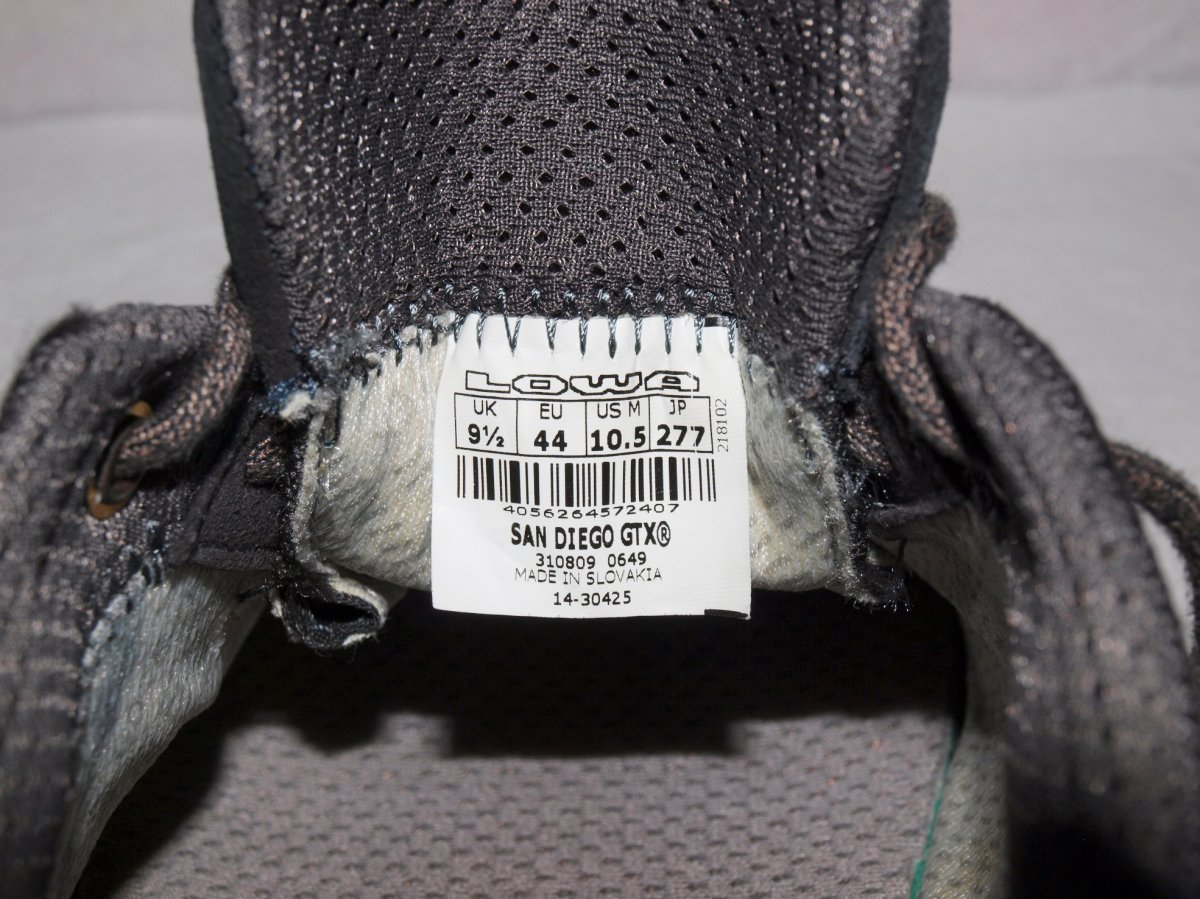 LOWA
UK EU US M JP
9½ 44 10.5 277
218102
4056264572407
SAN DIEGO GTX®
310809 0649
MADE IN SLOVAKIA
14-30425